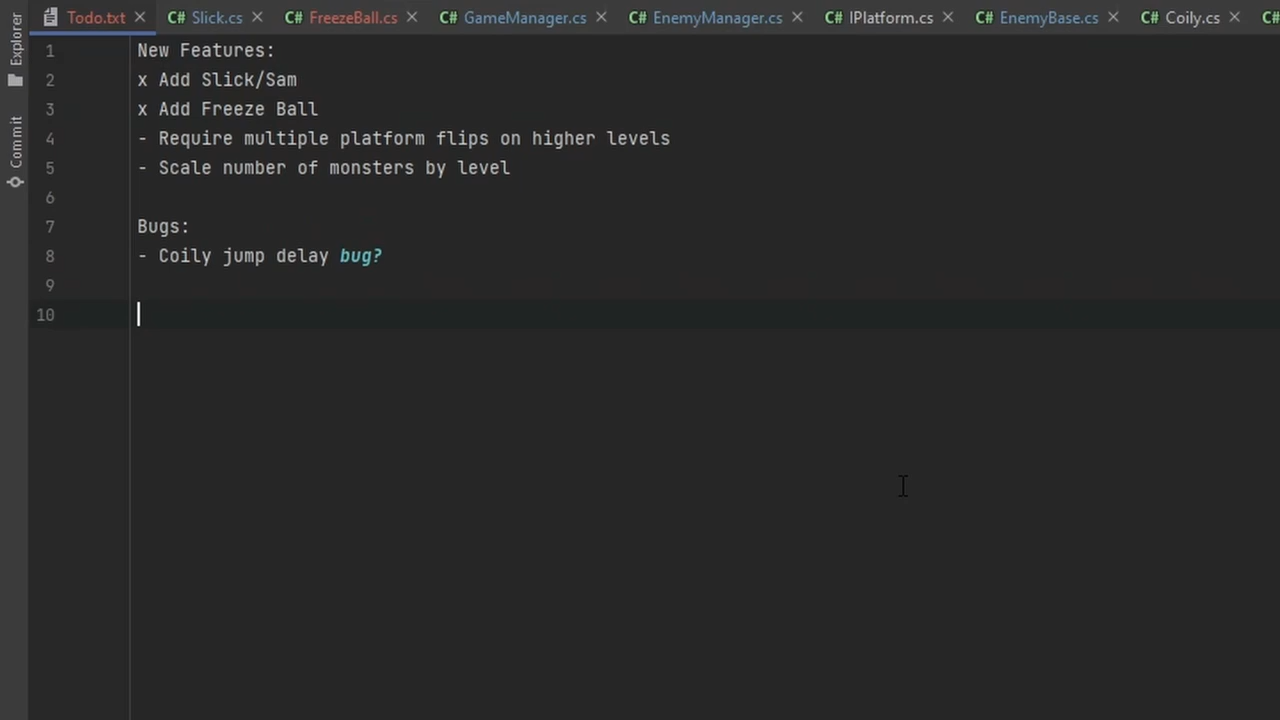 Explorer
Commit
Todo.txt C# Slick.cs C# FreezeBall.cs C# GameManager.cs C# EnemyManager.cs C# IPlatform.cs C# EnemyBase.cs C# Coily.cs
1 New Features:
2 x Add Slick/Sam
3 x Add Freeze Ball
4 - Require multiple platform flips on higher levels
5 - Scale number of monsters by level
6
7 Bugs:
8 - Coily jump delay bug?
9
10